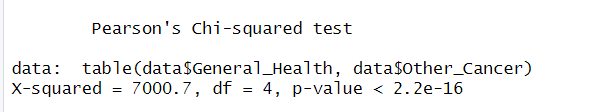 Pearson's Chi-squared test
data:  table(data$General_Health, data$Other_Cancer)
X-squared = 7000.7, df = 4, p-value < 2.2e-16